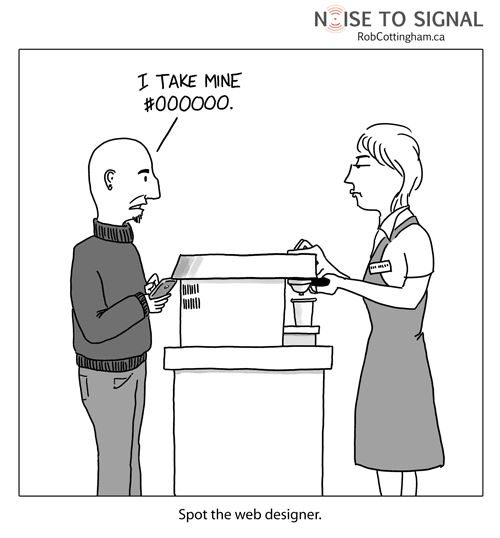 NOISE TO SIGNAL
RobCottingham.ca
I TAKE MINE
#000000.
Spot the web designer.